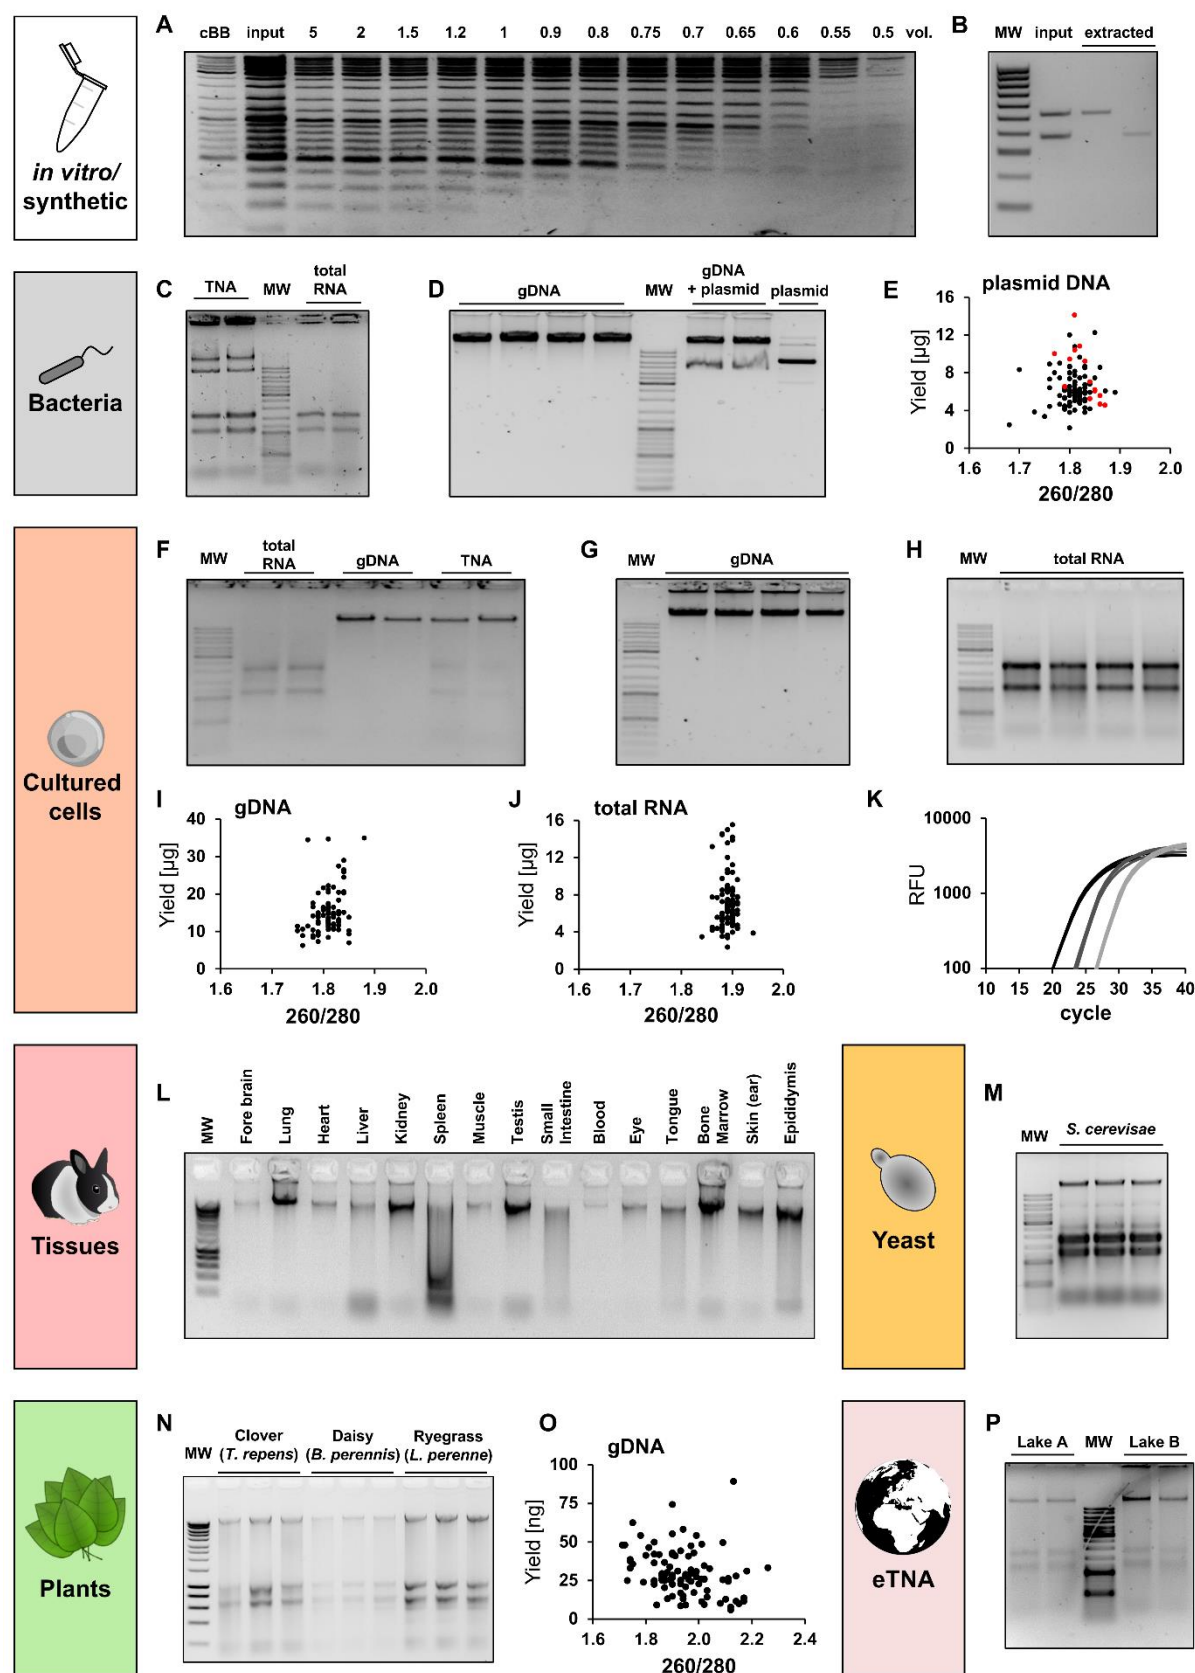 A
cBB input 5 2 1.5 1.2 1 0.9 0.8 0.75 0.7 0.65 0.6 0.55 0.5 vol.
B
MW input extracted
in vitro/
synthetic
Bacteria
C
TNA MW total
RNA
D
gDNA MW gDNA
+ plasmid plasmid
E
plasmid DNA
Yield [µg]
16
12
8
4
0
1.6 1.7 1.8 1.9 2.0
260/280
Cultured
cells
F
MW total
RNA gDNA TNA
G
MW gDNA
H
MW total RNA
I
gDNA
Yield [µg]
40
30
20
10
0
1.6 1.7 1.8 1.9 2.0
260/280
J
total RNA
Yield [µg]
16
12
8
4
0
1.6 1.7 1.8 1.9 2.0
260/280
K
RFU
10000
1000
100
10 15 20 25 30 35 40
cycle
Tissues
L
MW
Fore brain
Lung
Heart
Liver
Kidney
Spleen
Muscle
Testis
Small
Intestine
Blood
Eye
Tongue
Bone
Marrow
Skin (ear)
Epididymis
Yeast
M
MW S. cerevisae
Plants
N
MW Clover
(T. repens)
Daisy
(B. perennis)
Ryegrass
(L. perenne)
O
gDNA
Yield [ng]
100
75
50
25
0
1.6 1.8 2.0 2.2 2.4
260/280
eTNA
P
Lake A MW Lake B